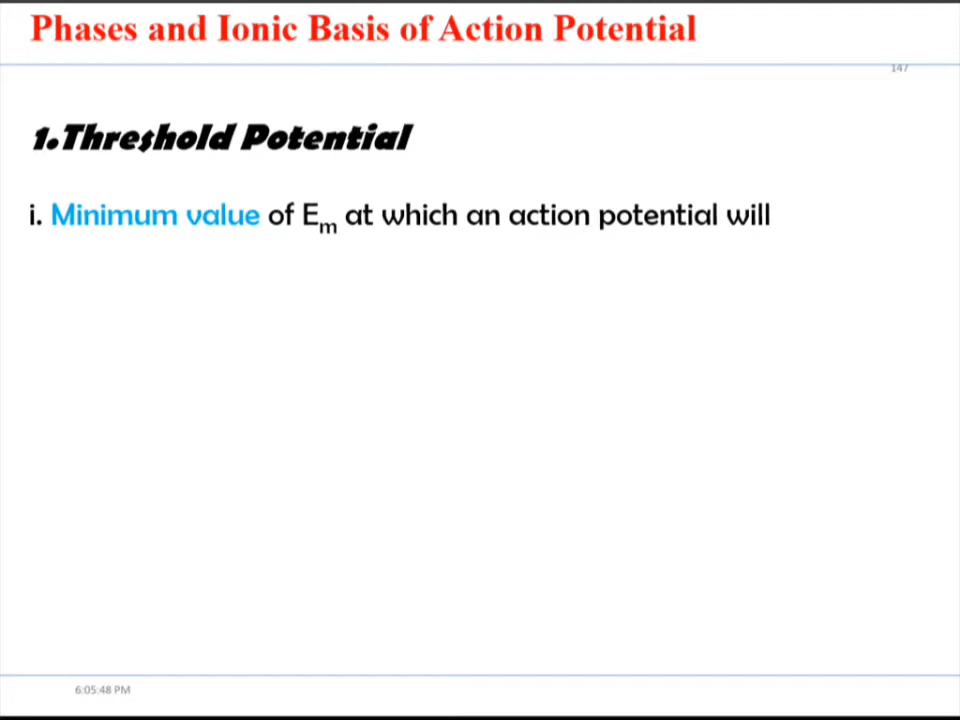 Phases and Ionic Basis of Action Potential
147
1.Threshold Potential
i. Minimum value of Em at which an action potential will
6:05:48 PM